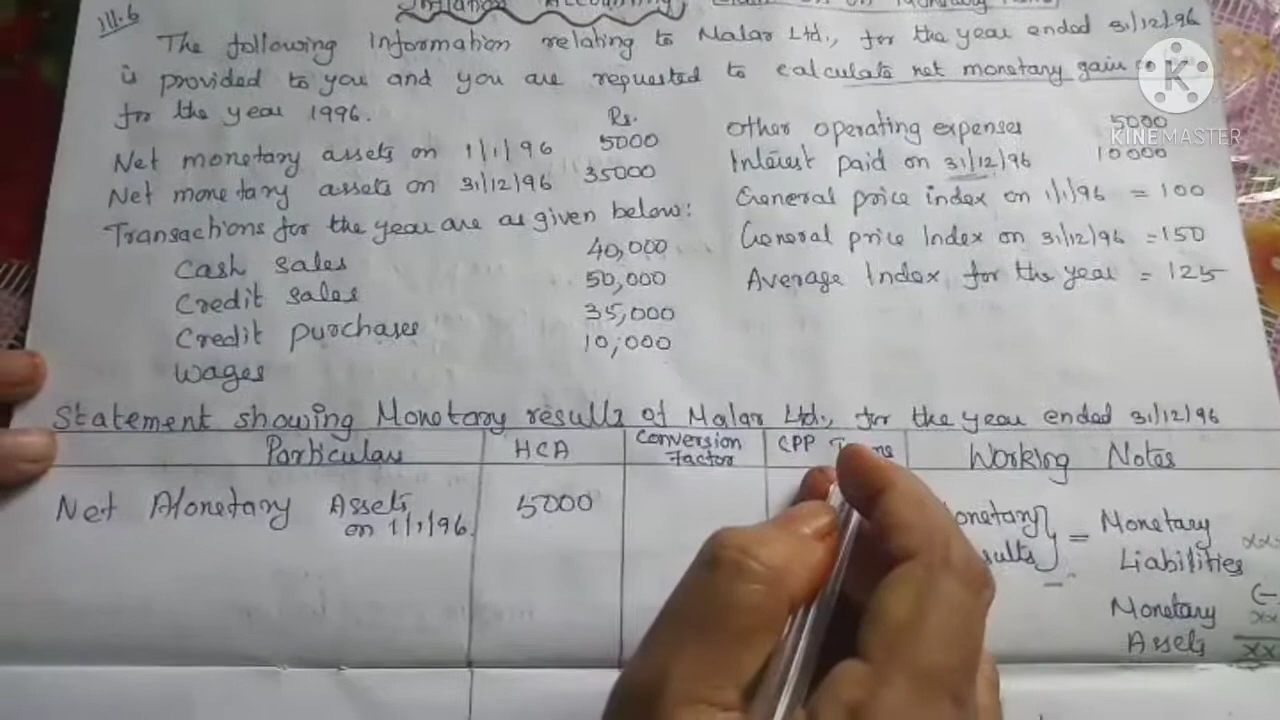 Ill.6
Inflation Accounting
The following Information relating to Malar Ltd., for the year ended 31/12/96
is provided to you and you are requested to calculate net monetary gain
for the year 1996.
Rs.
Net monetary assets on 1/1/96 5000
Net monetary assets on 31/12/96 35000
Transactions for the year are as given below:
Cash sales 40,000
Credit sales 50,000
Credit purchases 35,000
Wages 10,000
Other operating expenses 5000
Interest paid on 31/12/96 10000
General price index on 1/1/96 = 100
General price Index on 31/12/96 = 150
Average Index for the year = 125
K
KINEMASTER
Statement showing Monetary results of Malar Ltd., for the year ended 31/12/96
Particulars HCA Conversion Factor CPP Working Notes
Net Monetary Assets on 1/1/96. 5000
= Monetary Liabilities xx
(-)
Monetary Assets xx
xx